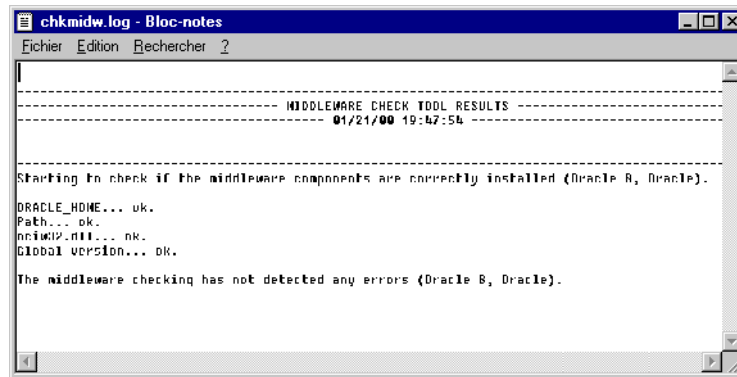 chkmidw.log - Bloc-notes
Fichier Edition Rechercher ?
--------------------------------------------------------------------------------
------------------------------ MIDDLEWARE CHECK TOOL RESULTS ------------------------
----------------------------------- 01/21/00 19:47:54 -----------------------------
--------------------------------------------------------------------------------
Starting to check if the middleware components are correctly installed (Oracle 8, Oracle).
ORACLE_HOME... ok.
Path... ok.
ociw32.dll... ok.
Global version... ok.
The middleware checking has not detected any errors (Oracle 8, Oracle).